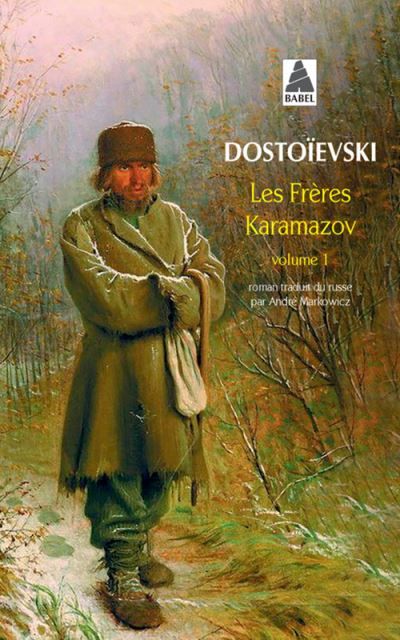 BABEL
DOSTOÏEVSKI
Les Frères
Karamazov
volume 1
roman traduit du russe
par André Markowicz